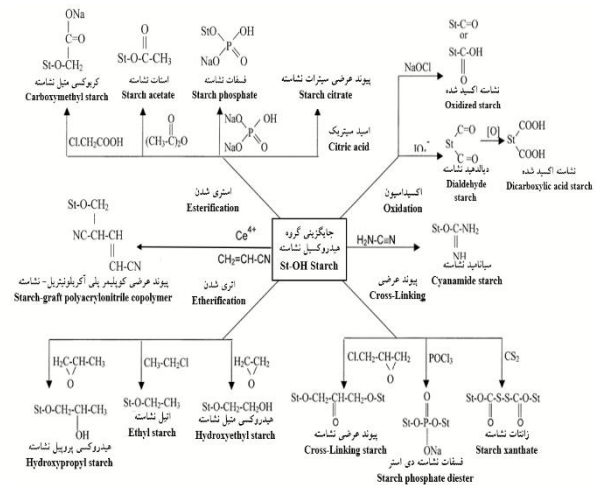 ONa
C=O
St-O-CH₂
کربوکسی متیل نشاسته
Carboxymethyl starch
O
St-O-C-CH₃
استات نشاسته
Starch acetate
StO OH
P
NaO O
فسفات نشاسته
Starch phosphate
پیوند عرضی سیترات نشاسته
Starch citrate
Cl.CH₂COOH
O
(CH₃-C)₂O
NaO OH
P
NaO O
اسید سیتریک
Citric acid
استری شدن
Esterification
St-C=O
or
St-C-OH
O
نشاسته اکسید شده
Oxidized starch
NaOCl
IO₄⁻
C=O
St
C=O
دیالدهید نشاسته
Dialdehyde
starch
[O]
COOH
St
COOH
نشاسته اکسید شده
Dicarboxylic acid starch
اکسیداسیون
Oxidation
جایگزینی گروه
هیدروکسیل نشاسته
St-OH Starch
St-O-CH₂
NC-CH-CH
CH-CN
پیوند عرضی کوپلیمر پلی آکریلونیتریل- نشاسته
Starch-graft polyacrylonitrile copolymer
Ce⁴⁺
CH₂=CH-CN
اتری شدن
Etherification
H₂N-C≡N
پیوند عرضی
Cross-Linking
St-O-C-NH₂
NH
سیانامید نشاسته
Cyanamide starch
H₂C-CH-CH₃
O
St-O-CH₂-CH-CH₃
OH
هیدروکسی پروپیل نشاسته
Hydroxypropyl starch
CH₃-CH₂Cl
St-O-CH₂-CH₃
اتیل نشاسته
Ethyl starch
H₂C-CH₂
O
St-O-CH₂-CH₂OH
هیدروکسی متیل نشاسته
Hydroxyethyl starch
Cl.CH₂-CH-CH₂
O
St-O-CH₂-CH-CH₂-O-St
O
پیوند عرضی نشاسته
Cross-Linking starch
POCl₃
O
St-O-P-O-St
ONa
فسفات نشاسته دی استر
Starch phosphate diester
CS₂
St-O-C-S-S-C-O-St
O O
زانتات نشاسته
Starch xanthate